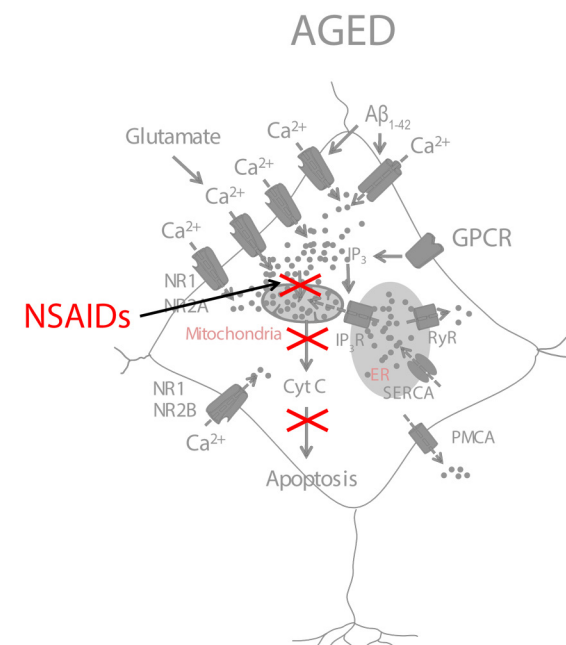 AGED
Aβ1-42
Ca2+
Glutamate
Ca2+
Ca2+
Ca2+
Ca2+
GPCR
IP3
NR1
NR2A
NSAIDs
Mitochondria
IP3R
RyR
ER
SERCA
Cyt C
NR1
NR2B
Ca2+
PMCA
Apoptosis